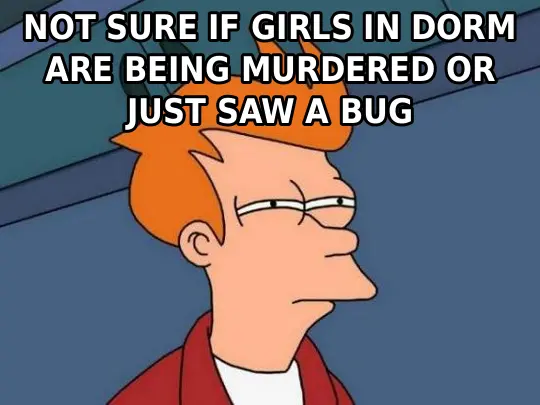 NOT SURE IF GIRLS IN DORM
ARE BEING MURDERED OR
JUST SAW A BUG